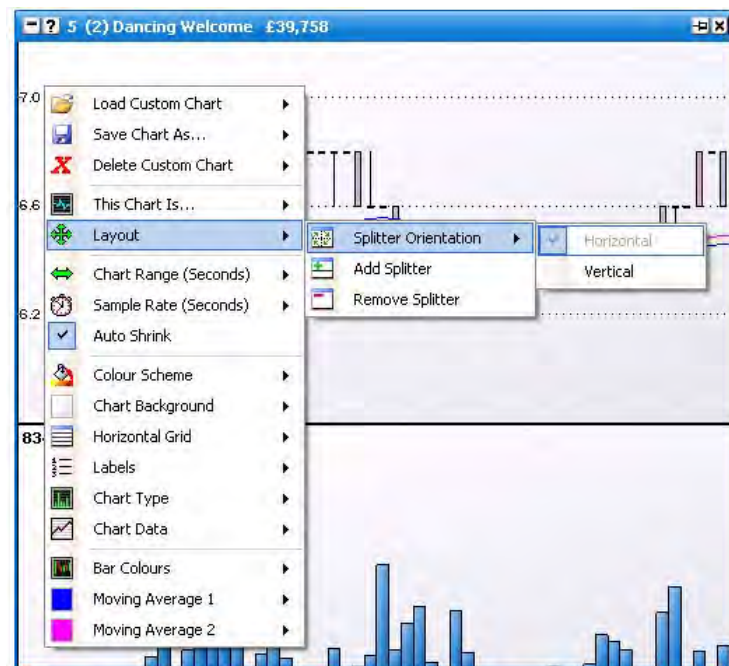 5 (2) Dancing Welcome £39,758
7.0
6.6
6.2
83
Load Custom Chart
Save Chart As...
Delete Custom Chart
This Chart Is...
Layout
Chart Range (Seconds)
Sample Rate (Seconds)
Auto Shrink
Colour Scheme
Chart Background
Horizontal Grid
Labels
Chart Type
Chart Data
Bar Colours
Moving Average 1
Moving Average 2
Splitter Orientation
Add Splitter
Remove Splitter
Horizontal
Vertical